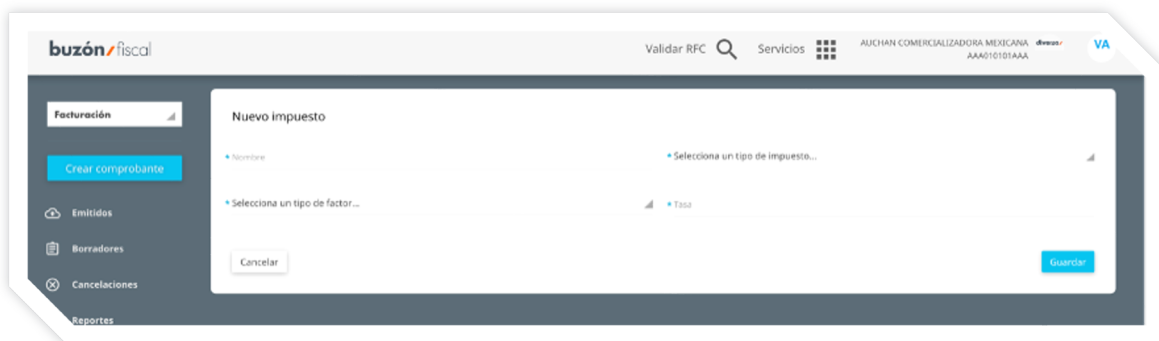 buzón/fiscal
Validar RFC
Servicios
AUCHAN COMERCIALIZADORA MEXICANA
AAA010101AAA
diverza
VA
Facturación
Nuevo impuesto
* Nombre
* Selecciona un tipo de impuesto...
Crear comprobante
* Selecciona un tipo de factor...
* Tasa
Emitidos
Borradores
Cancelar
Guardar
Cancelaciones
Reportes